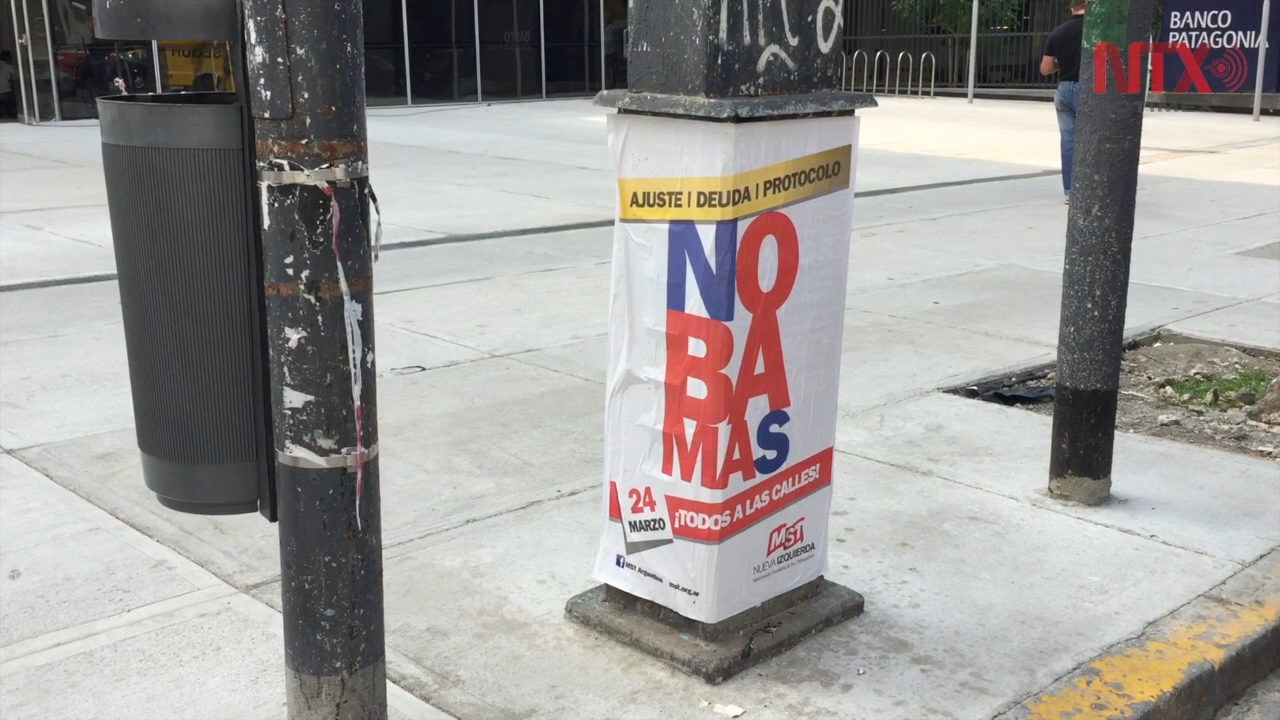 BANCO
PATAGONIA
NTX
AJUSTE | DEUDA | PROTOCOLO
NO
BA
MAS
24
MARZO
¡TODOS A LAS CALLES!
MST
NUEVA IZQUIERDA
MST Argentina mst.org.ar